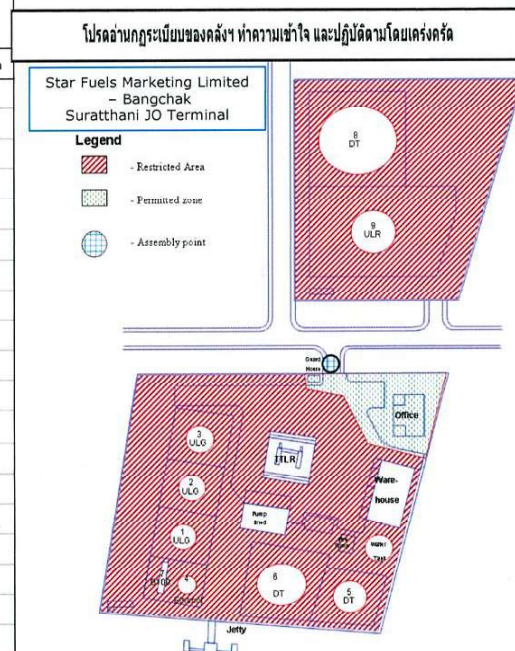 โปรดอ่านกฎระเบียบของคลังฯ ทำความเข้าใจ และปฏิบัติตามโดยเคร่งครัด
Star Fuels Marketing Limited
– Bangchak
Suratthani JO Terminal
Legend
- Restricted Area
- Permitted zone
- Assembly point
8
DT
9
ULR
Guard
House
Office
3
ULG
TTLR
2
ULG
Ware-
house
Pump
1
ULG
Water
Tank
B100
4
Ethanol
6
DT
5
DT
Jetty